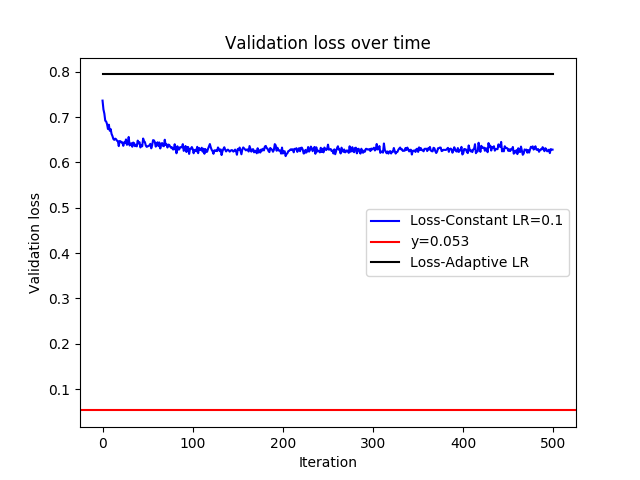 Validation loss over time
Validation loss
0.8
0.7
0.6
0.5
0.4
0.3
0.2
0.1
Loss-Constant LR=0.1
y=0.053
Loss-Adaptive LR
0 100 200 300 400 500
Iteration